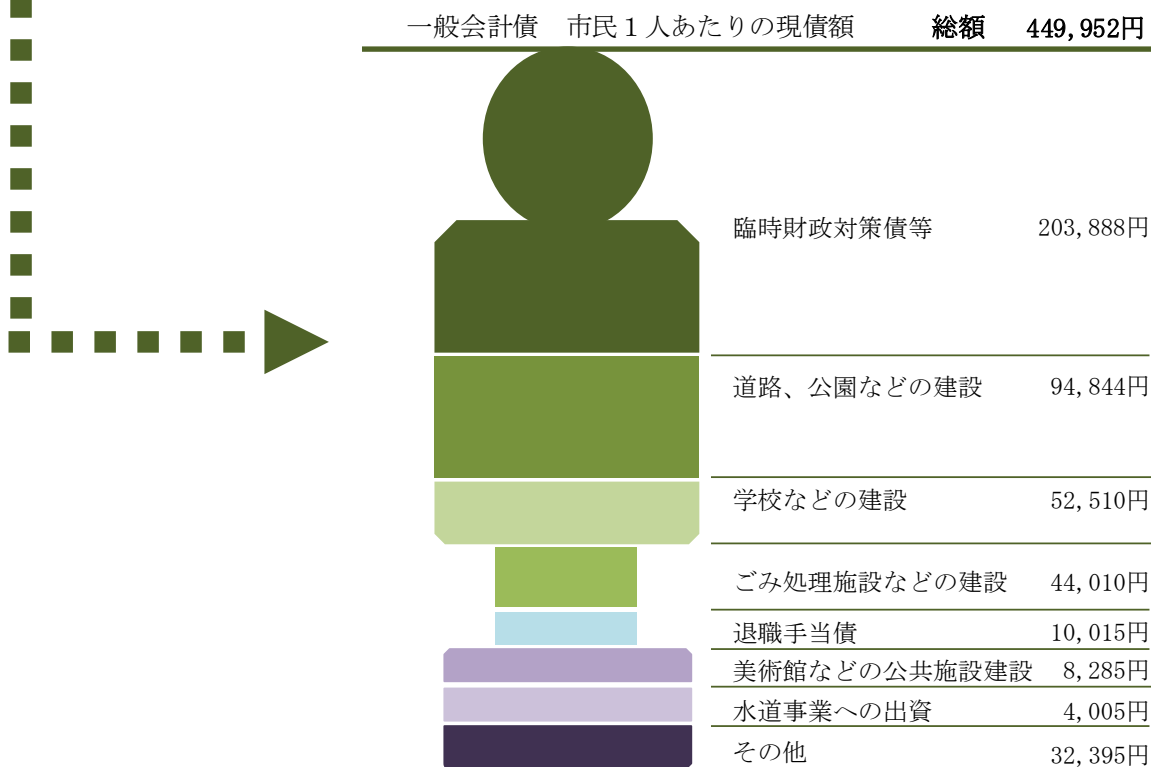 一般会計債　市民１人あたりの現債額　総額　449,952円
臨時財政対策債等　203,888円
道路、公園などの建設　94,844円
学校などの建設　52,510円
ごみ処理施設などの建設　44,010円
退職手当債　10,015円
美術館などの公共施設建設　8,285円
水道事業への出資　4,005円
その他　32,395円